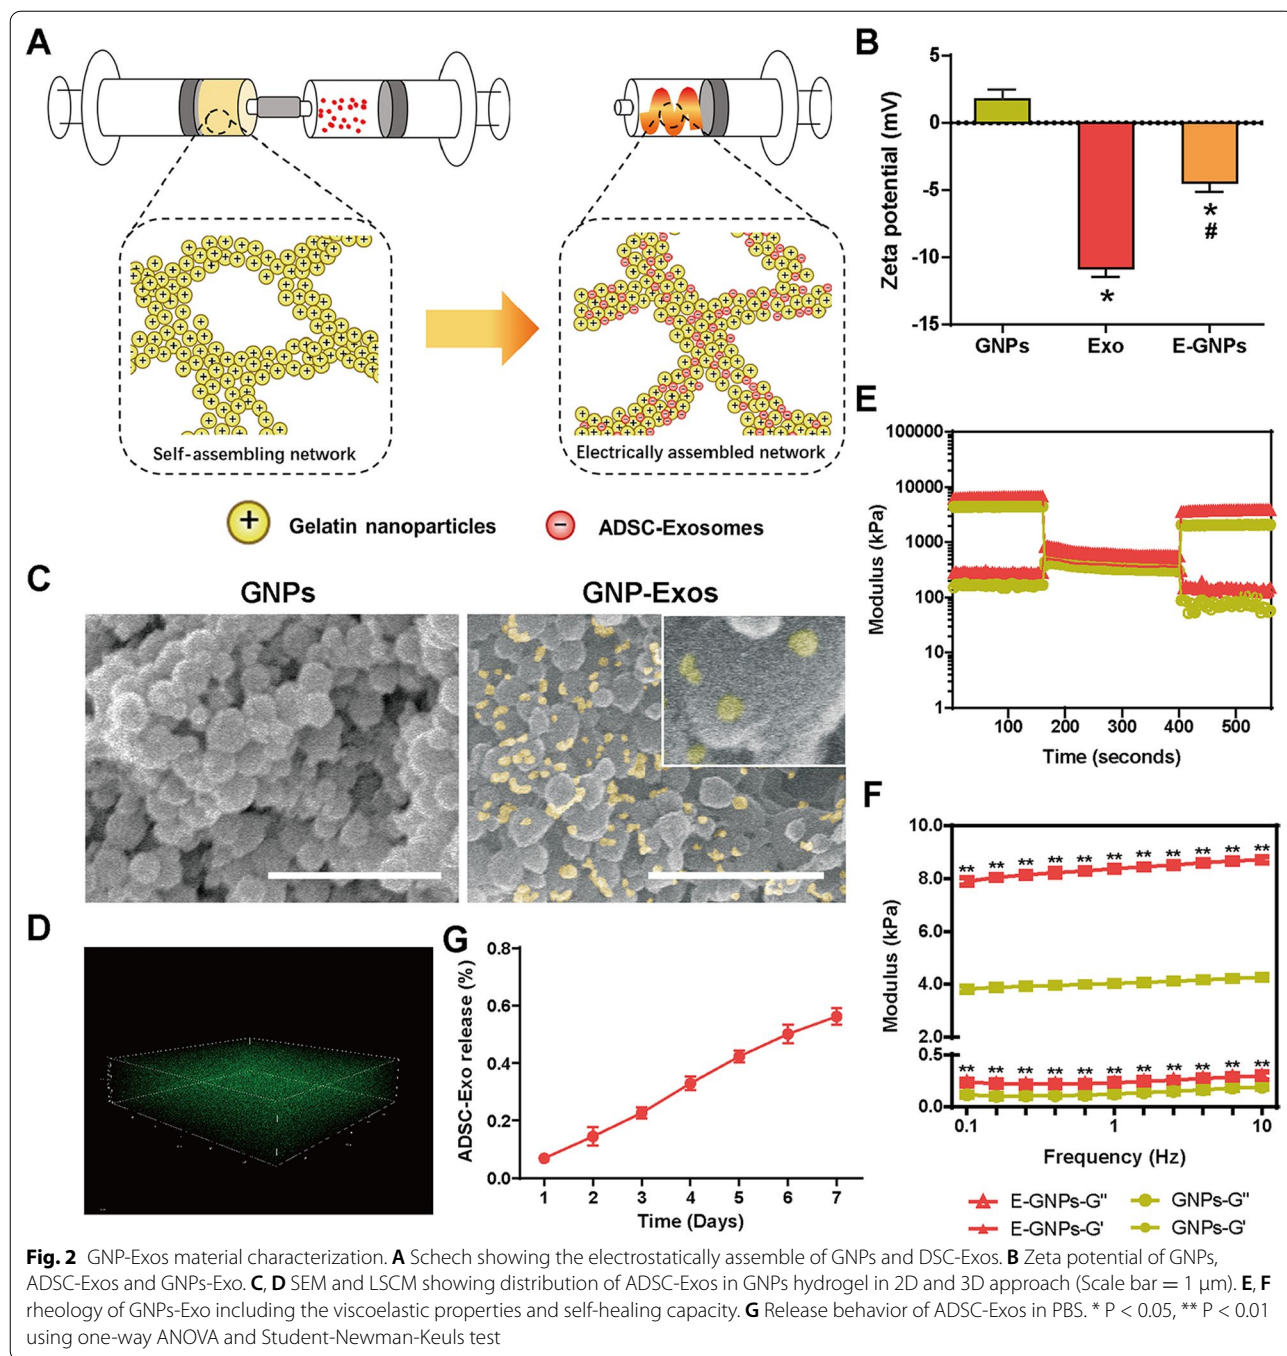 A
Self-assembling network
Electrically assembled network
+ Gelatin nanoparticles
− ADSC-Exosomes
B
Zeta potential (mV)
5
0
-5
-10
-15
*
*
#
GNPs Exo E-GNPs
C
GNPs
GNP-Exos
D
E
Modulus (kPa)
100000
10000
1000
100
10
1
100 200 300 400 500
Time (seconds)
F
Modulus (kPa)
10.0
8.0
6.0
4.0
2.0
0.5
0.0
** ** ** ** ** ** ** ** ** ** **
** ** ** ** ** ** ** ** ** ** **
0.1 1 10
Frequency (Hz)
E-GNPs-G" GNPs-G"
E-GNPs-G' GNPs-G'
G
ADSC-Exo release (%)
0.8
0.6
0.4
0.2
0.0
1 2 3 4 5 6 7
Time (Days)
Fig. 2 GNP-Exos material characterization. A Schech showing the electrostatically assemble of GNPs and DSC-Exos. B Zeta potential of GNPs,
ADSC-Exos and GNPs-Exo. C, D SEM and LSCM showing distribution of ADSC-Exos in GNPs hydrogel in 2D and 3D approach (Scale bar = 1 μm). E, F
rheology of GNPs-Exo including the viscoelastic properties and self-healing capacity. G Release behavior of ADSC-Exos in PBS. * P < 0.05, ** P < 0.01
using one-way ANOVA and Student-Newman-Keuls test